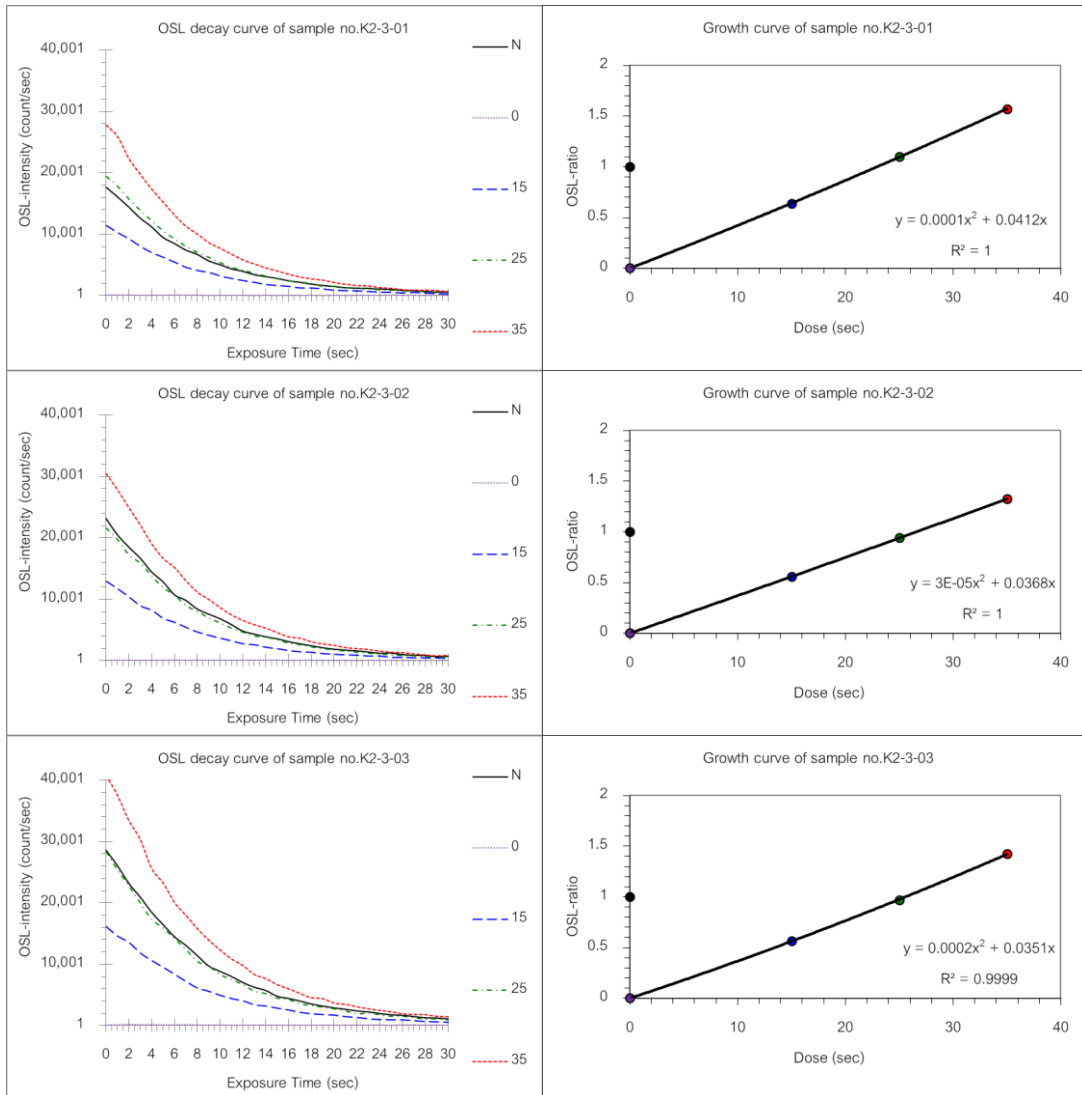 OSL decay curve of sample no.K2-3-01
OSL-intensity (count/sec)
40,001
30,001
20,001
10,001
1
0 2 4 6 8 10 12 14 16 18 20 22 24 26 28 30
Exposure Time (sec)
N
0
15
25
35
Growth curve of sample no.K2-3-01
OSL-ratio
2
1.5
1
0.5
0
y = 0.0001x² + 0.0412x
R² = 1
0 10 20 30 40
Dose (sec)
OSL decay curve of sample no.K2-3-02
OSL-intensity (count/sec)
40,001
30,001
20,001
10,001
1
0 2 4 6 8 10 12 14 16 18 20 22 24 26 28 30
Exposure Time (sec)
N
0
15
25
35
Growth curve of sample no.K2-3-02
OSL-ratio
2
1.5
1
0.5
0
y = 3E-05x² + 0.0368x
R² = 1
0 10 20 30 40
Dose (sec)
OSL decay curve of sample no.K2-3-03
OSL-intensity (count/sec)
40,001
30,001
20,001
10,001
1
0 2 4 6 8 10 12 14 16 18 20 22 24 26 28 30
Exposure Time (sec)
N
0
15
25
35
Growth curve of sample no.K2-3-03
OSL-ratio
2
1.5
1
0.5
0
y = 0.0002x² + 0.0351x
R² = 0.9999
0 10 20 30 40
Dose (sec)